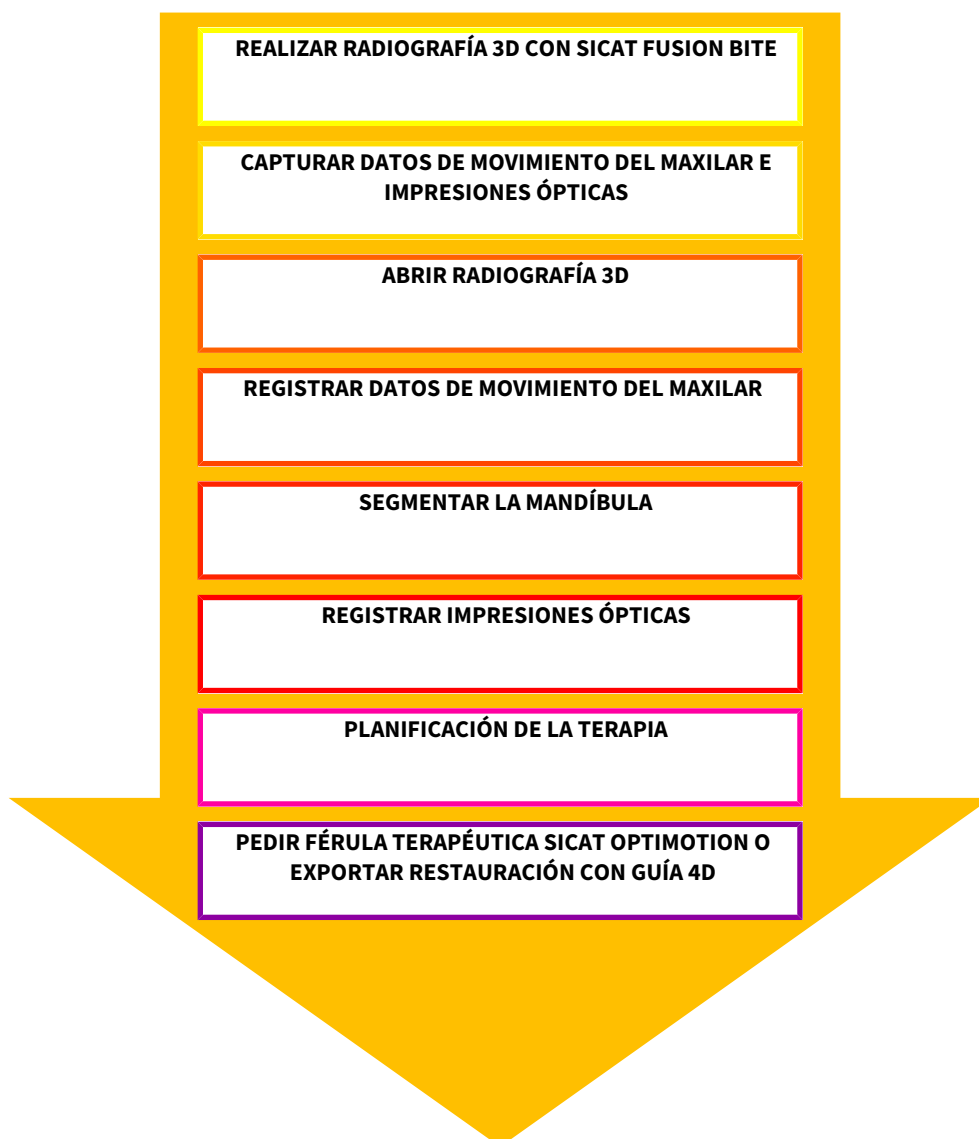 REALIZAR RADIOGRAFÍA 3D CON SICAT FUSION BITE
CAPTURAR DATOS DE MOVIMIENTO DEL MAXILAR E
IMPRESIONES ÓPTICAS
ABRIR RADIOGRAFÍA 3D
REGISTRAR DATOS DE MOVIMIENTO DEL MAXILAR
SEGMENTAR LA MANDÍBULA
REGISTRAR IMPRESIONES ÓPTICAS
PLANIFICACIÓN DE LA TERAPIA
PEDIR FÉRULA TERAPÉUTICA SICAT OPTIMOTION O
EXPORTAR RESTAURACIÓN CON GUÍA 4D